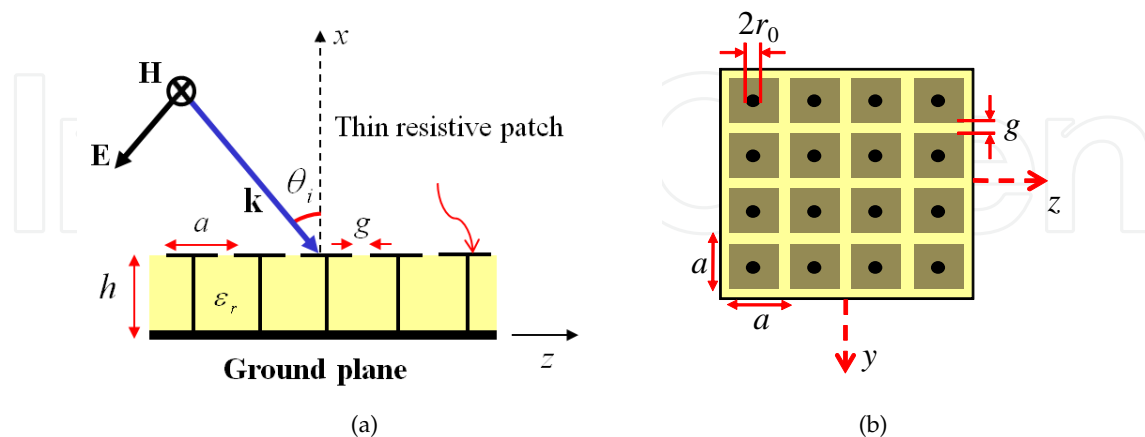 x
H
E
Thin resistive patch
θi
k
a
g
h
εr
z
Ground plane
(a)
2r0
g
z
a
a
y
(b)